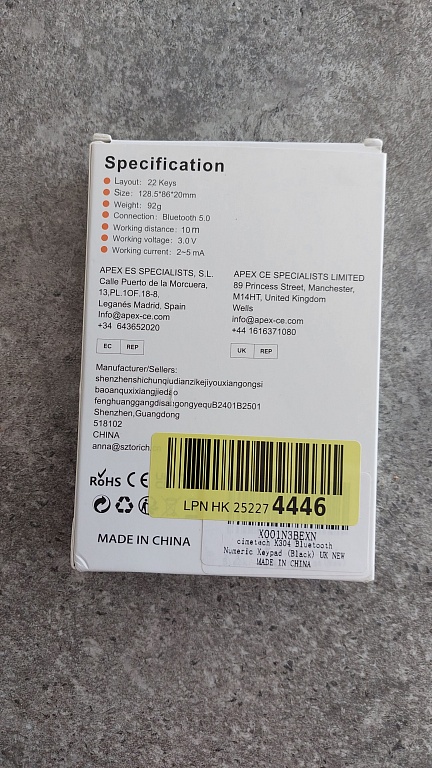 Specification
Layout: 22 Keys
Size: 128.5*86*20mm
Weight: 92g
Connection: Bluetooth 5.0
Working distance: 10m
Working voltage: 3.0V
Working current: 2~5 mA
APEX ES SPECIALISTS, S.L.
Calle Puerto de la Morcuera,
13,PL.1OF.18-8,
Leganés Madrid, Spain
Info@apex-ce.com
+34 643652020
EC REP
APEX CE SPECIALISTS LIMITED
89 Princess Street, Manchester,
M14HT, United Kingdom
Wells
info@apex-ce.com
+44 1616371080
UK REP
Manufacturer/Sellers:
shenzhenshichunqiudianzikejiyouxiangongsi
baoanquxixiangjiedao
fenghuanggangdisangongyequB2401B2501
Shenzhen,Guangdong
518102
CHINA
anna@sztorich
RoHS CE
LPN HK 25227 4446
MADE IN CHINA
X001N3BEXN
cimetech K304 Bluetooth
Numeric Keypad (Black) UK NEW
MADE IN CHINA